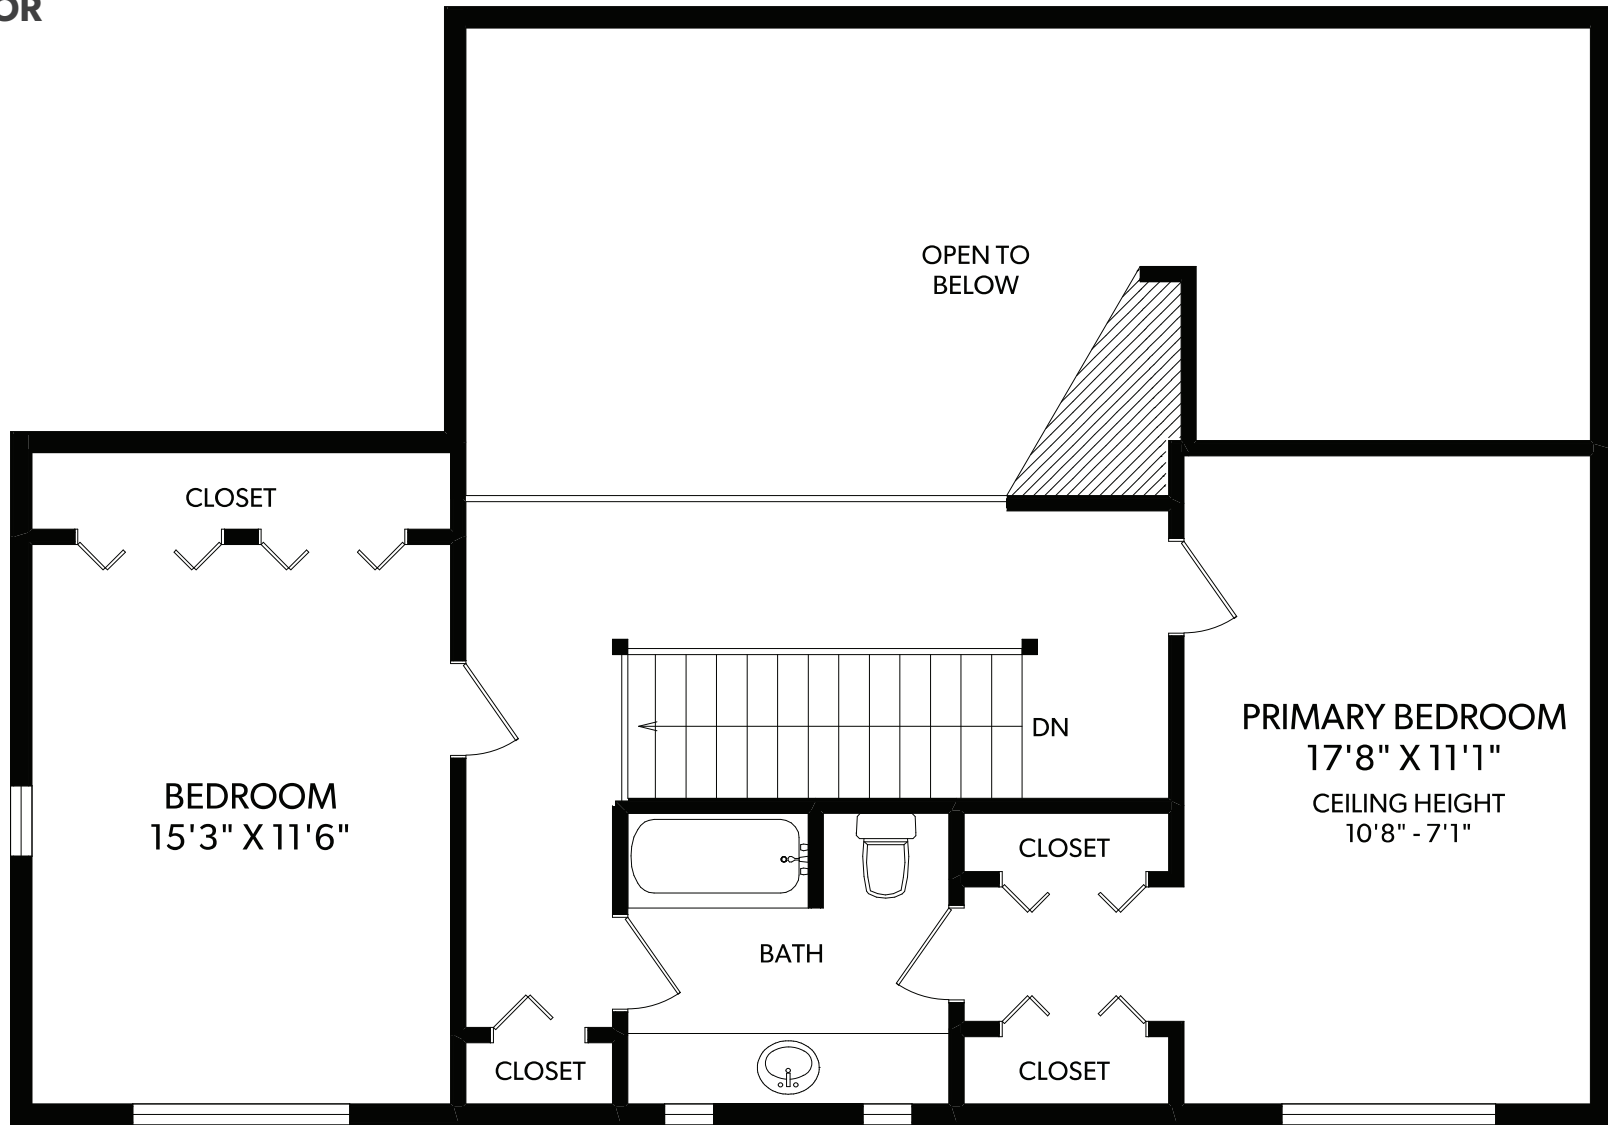 OR
OPEN TO
BELOW
CLOSET
DN
PRIMARY BEDROOM
17'8" X 11'1"
CEILING HEIGHT
10'8" - 7'1"
BEDROOM
15'3" X 11'6"
CLOSET
BATH
CLOSET
CLOSET